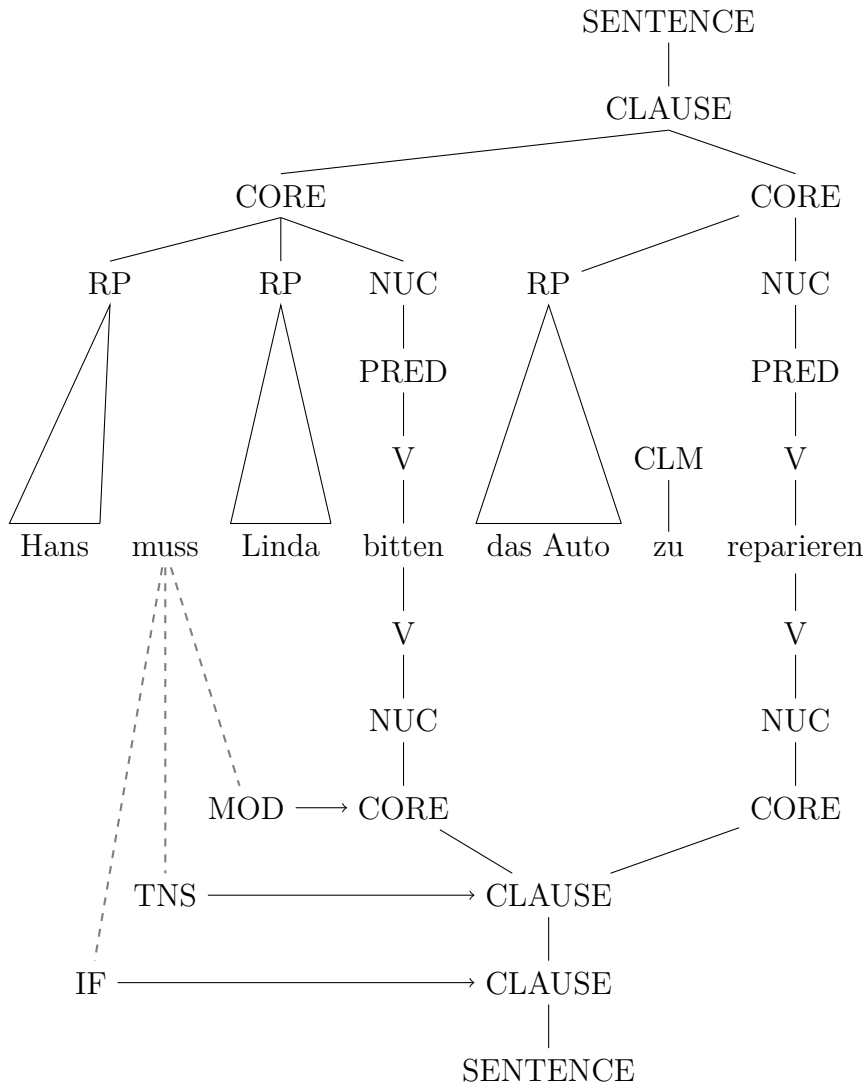 SENTENCE
CLAUSE
CORE CORE
RP RP NUC RP NUC
PRED PRED
V CLM V
Hans muss Linda bitten das Auto zu reparieren
V V
NUC NUC
MOD CORE CORE
TNS CLAUSE
IF CLAUSE
SENTENCE